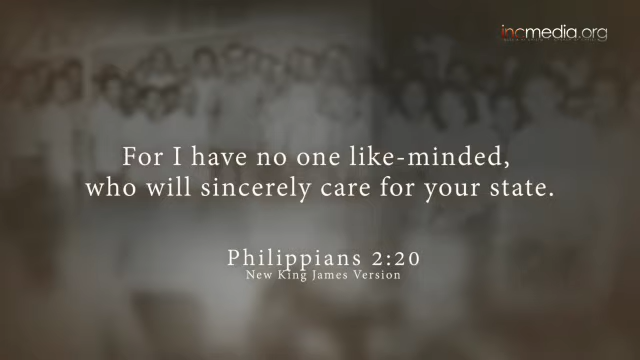 incmedia.org
For I have no one like-minded,
who will sincerely care for your state.
Philippians 2:20
New King James Version